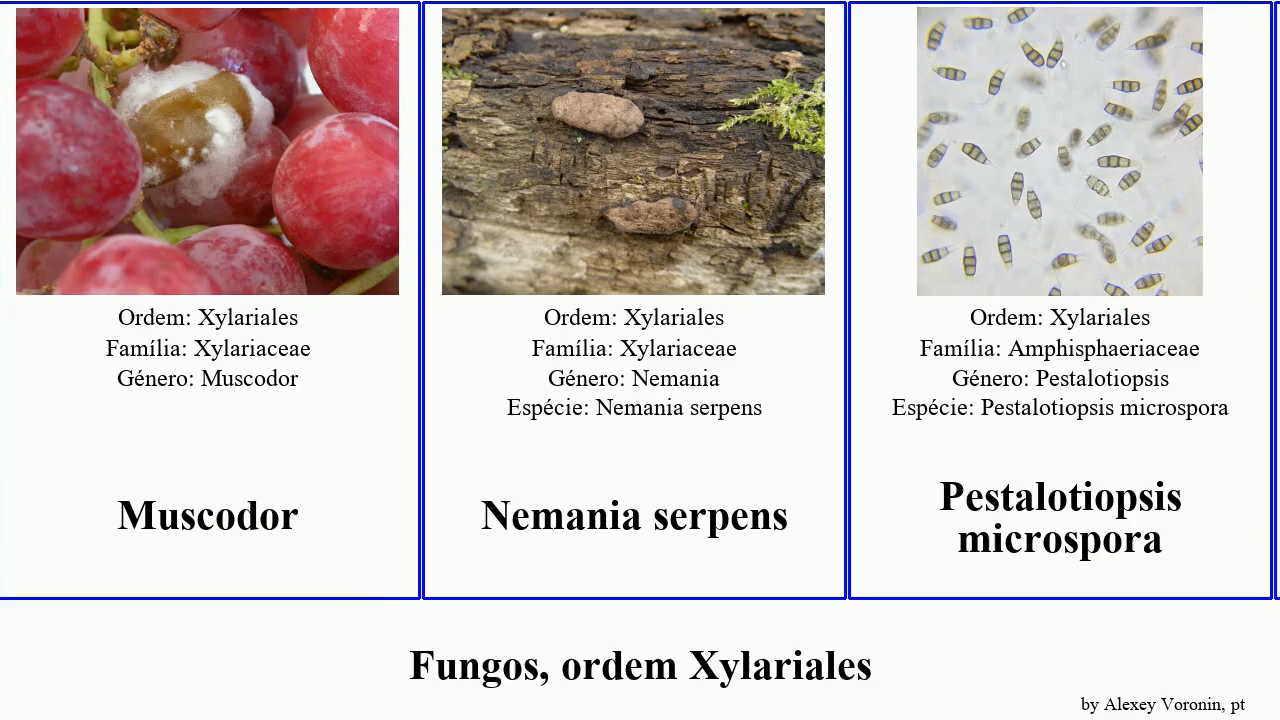 Ordem: Xylariales
Família: Xylariaceae
Género: Muscodor
Muscodor
Ordem: Xylariales
Família: Xylariaceae
Género: Nemania
Espécie: Nemania serpens
Nemania serpens
Ordem: Xylariales
Família: Amphisphaeriaceae
Género: Pestalotiopsis
Espécie: Pestalotiopsis microspora
Pestalotiopsis
microspora
Fungos, ordem Xylariales
by Alexey Voronin, pt